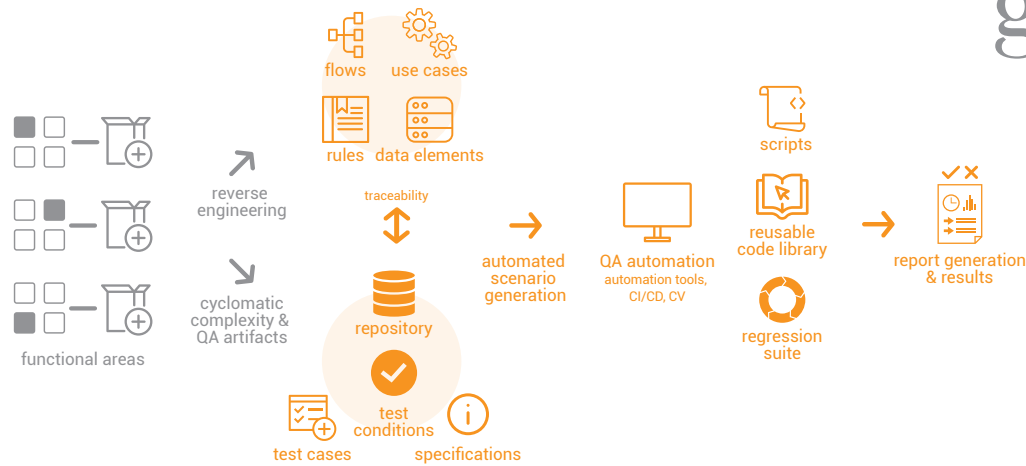 g
flows
use cases
rules
data elements
traceability
functional areas
reverse
engineering
cyclomatic
complexity &
QA artifacts
repository
test
conditions
test cases
specifications
automated
scenario
generation
QA automation
automation tools,
CI/CD, CV
scripts
reusable
code library
regression
suite
report generation
& results